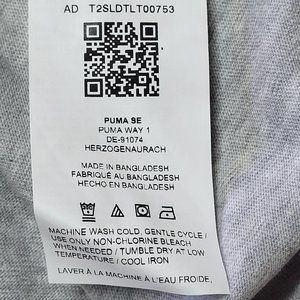 AD T2SLDTLT00753
PUMA SE
PUMA WAY 1
DE-91074
HERZOGENAURACH
MADE IN BANGLADESH
FABRIQUÉ AU BANGLADESH
HECHO EN BANGLADESH
MACHINE WASH COLD, GENTLE CYCLE /
USE ONLY NON-CHLORINE BLEACH
WHEN NEEDED / TUMBLE DRY AT LOW
TEMPERATURE / COOL IRON
LAVER À LA MACHINE À L'EAU FROIDE,